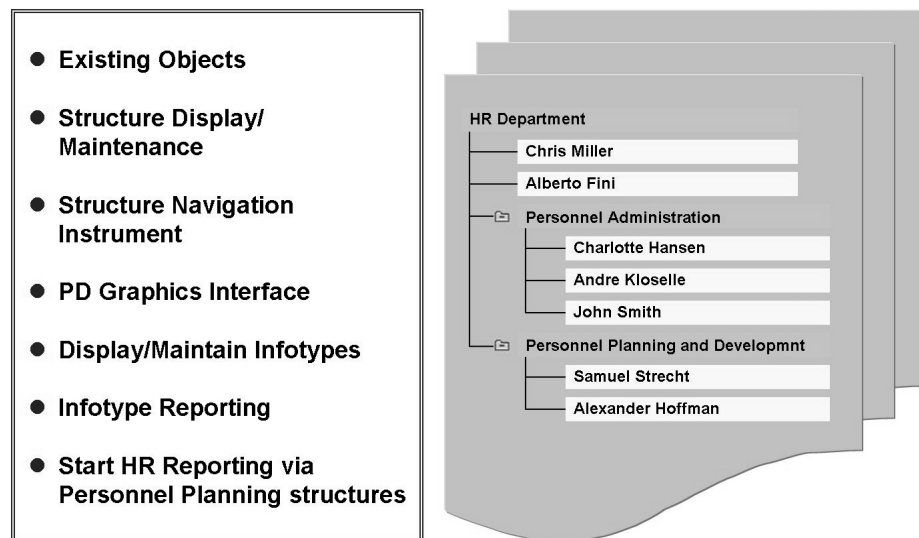 Existing Objects
Structure Display/
Maintenance
Structure Navigation
Instrument
PD Graphics Interface
Display/Maintain Infotypes
Infotype Reporting
Start HR Reporting via
Personnel Planning structures
HR Department
Chris Miller
Alberto Fini
Personnel Administration
Charlotte Hansen
Andre Kloselle
John Smith
Personnel Planning and Developmnt
Samuel Strecht
Alexander Hoffman